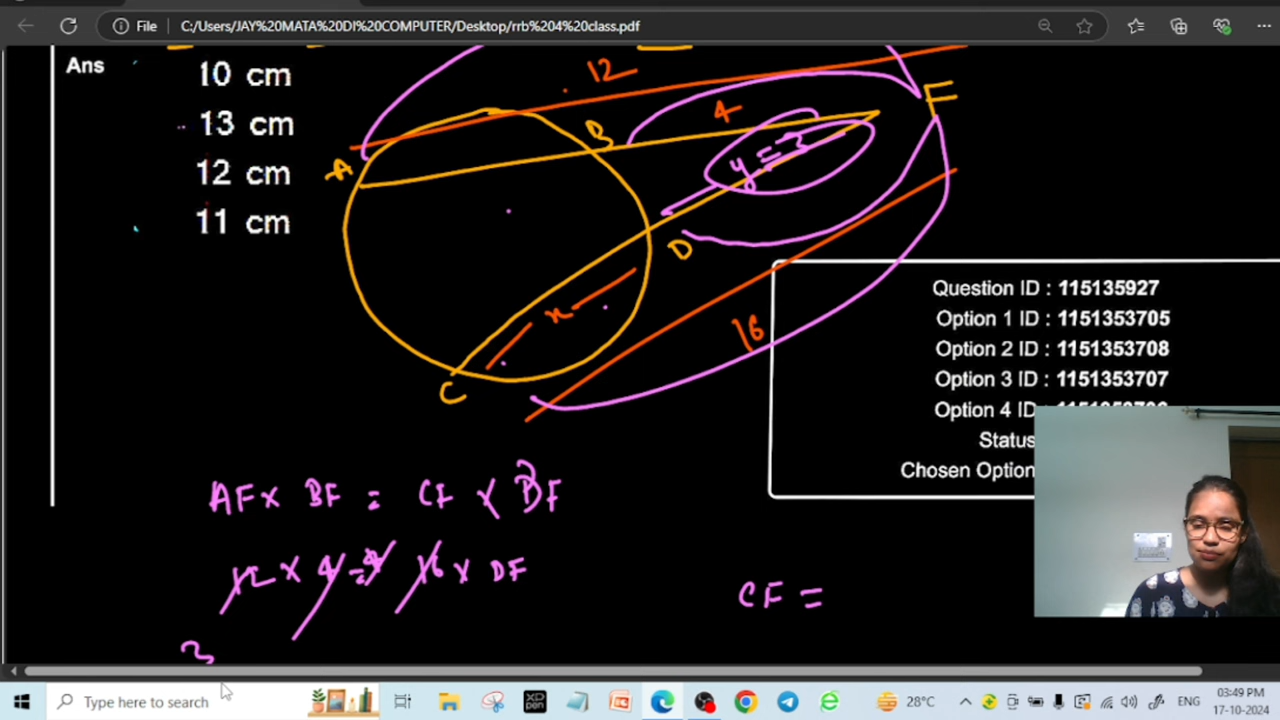 File C:/Users/JAY%20MATA%20DI%20COMPUTER/Desktop/rrb%204%20class.pdf
Ans
10 cm
13 cm
12 cm
11 cm
12
4
F
B
A
y = 3
D
x
16
C
Question ID : 115135927
Option 1 ID : 1151353705
Option 2 ID : 1151353708
Option 3 ID : 1151353707
Option 4 ID
Status
Chosen Option
AF x BF = CF x DF
12 x 4 = 16 x DF
3
CF =
Type here to search
28°C
ENG
03:49 PM
17-10-2024